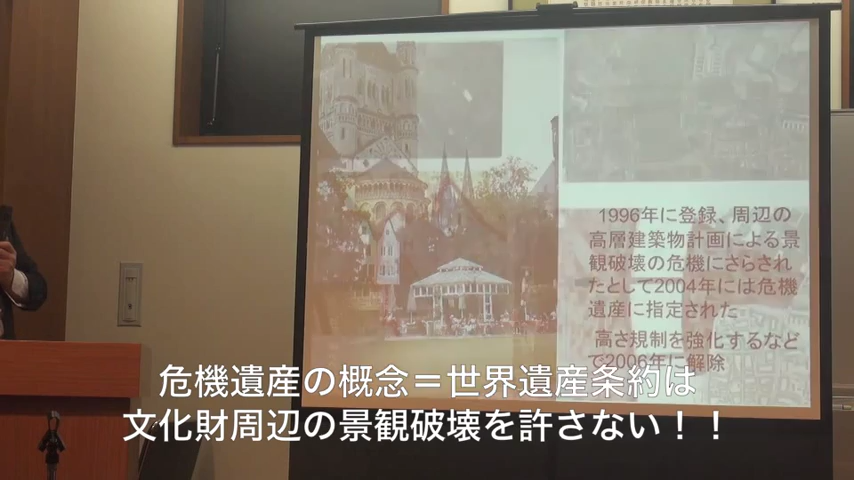 1996年に登録、周辺の
高層建築物計画による景
観破壊の危機にさらされ
たとして2004年には危機
遺産に指定された
高さ規制を強化するなど
で2006年に解除
危機遺産の概念＝世界遺産条約は
文化財周辺の景観破壊を許さない！！